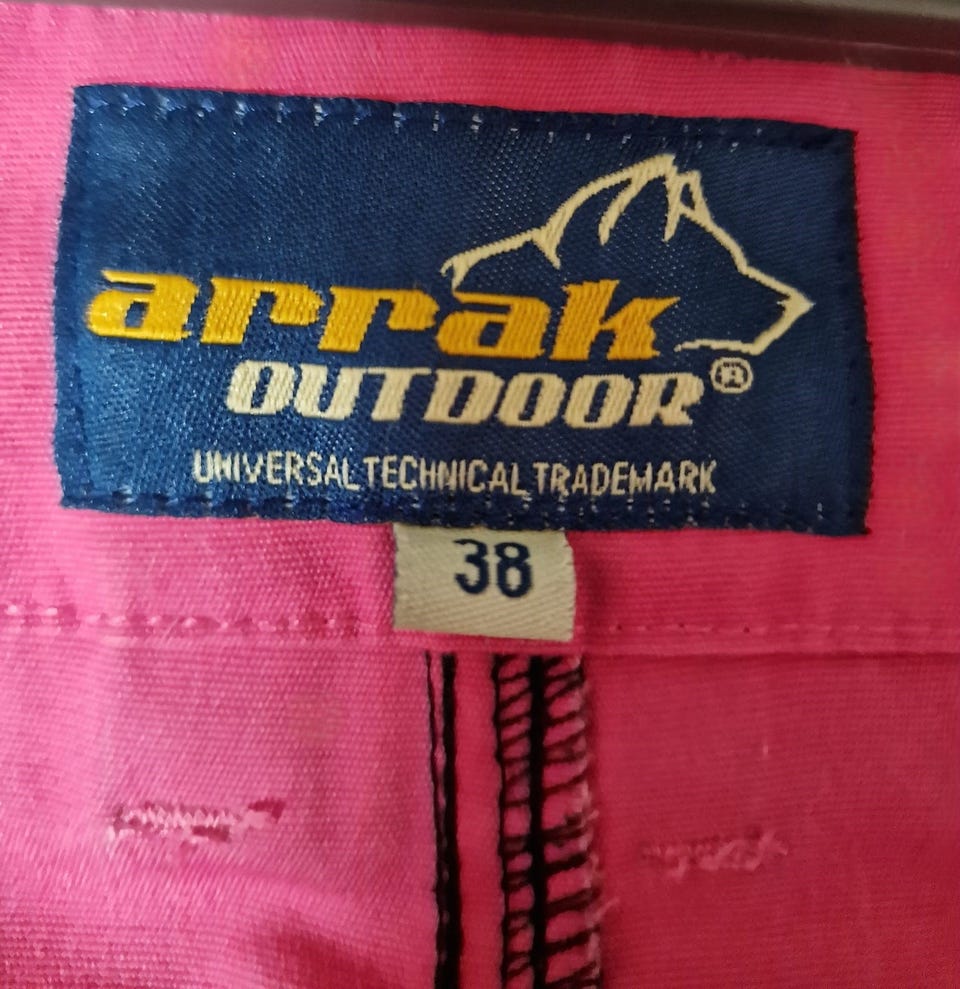 arrak
OUTDOOR®
UNIVERSAL TECHNICAL TRADEMARK
38